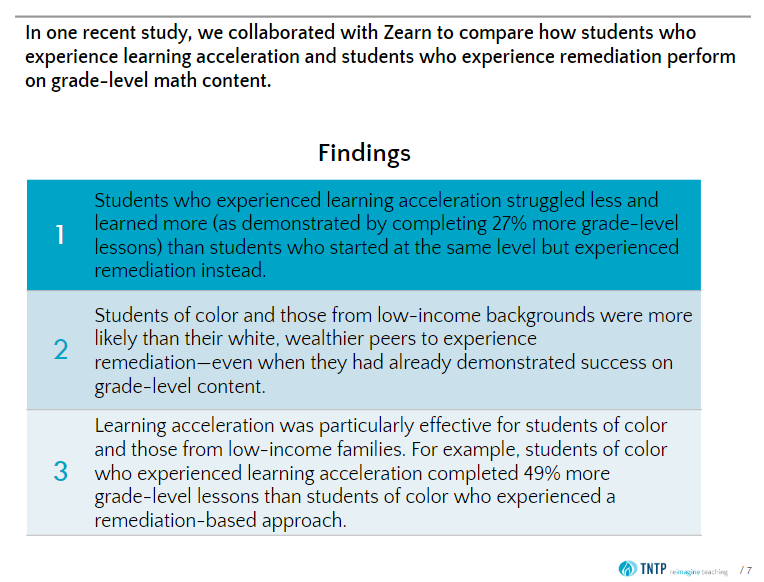 In one recent study, we collaborated with Zearn to compare how students who
experience learning acceleration and students who experience remediation perform
on grade-level math content.
Findings
1
Students who experienced learning acceleration struggled less and
learned more (as demonstrated by completing 27% more grade-level
lessons) than students who started at the same level but experienced
remediation instead.
2
Students of color and those from low-income backgrounds were more
likely than their white, wealthier peers to experience
remediation—even when they had already demonstrated success on
grade-level content.
3
Learning acceleration was particularly effective for students of color
and those from low-income families. For example, students of color
who experienced learning acceleration completed 49% more
grade-level lessons than students of color who experienced a
remediation-based approach.
TNTP reimagine teaching / 7